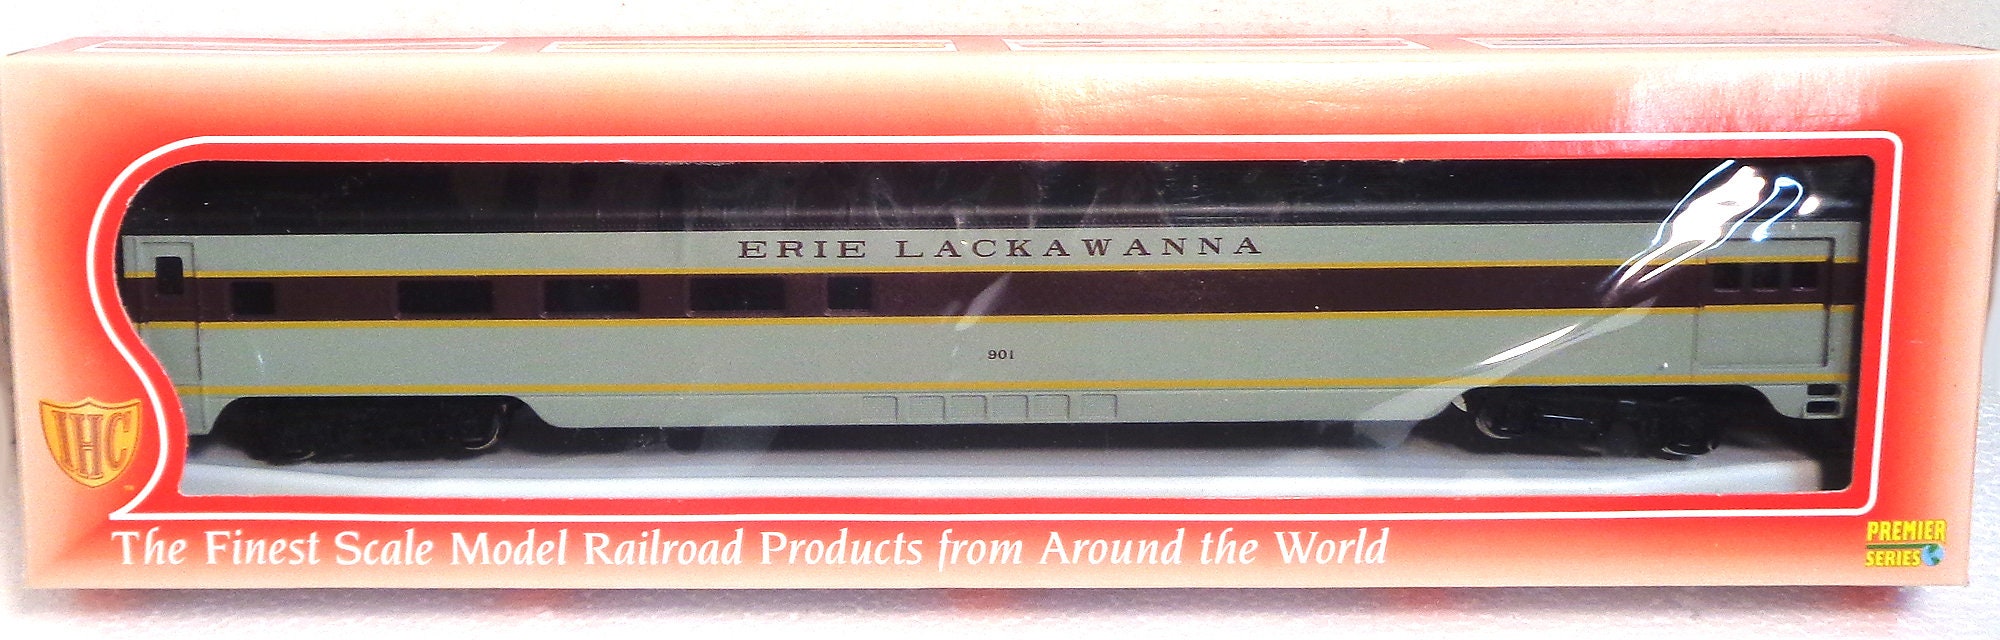 ERIE LACKAWANNA
901
IHC
The Finest Scale Model Railroad Products from Around the World
PREMIER
SERIES